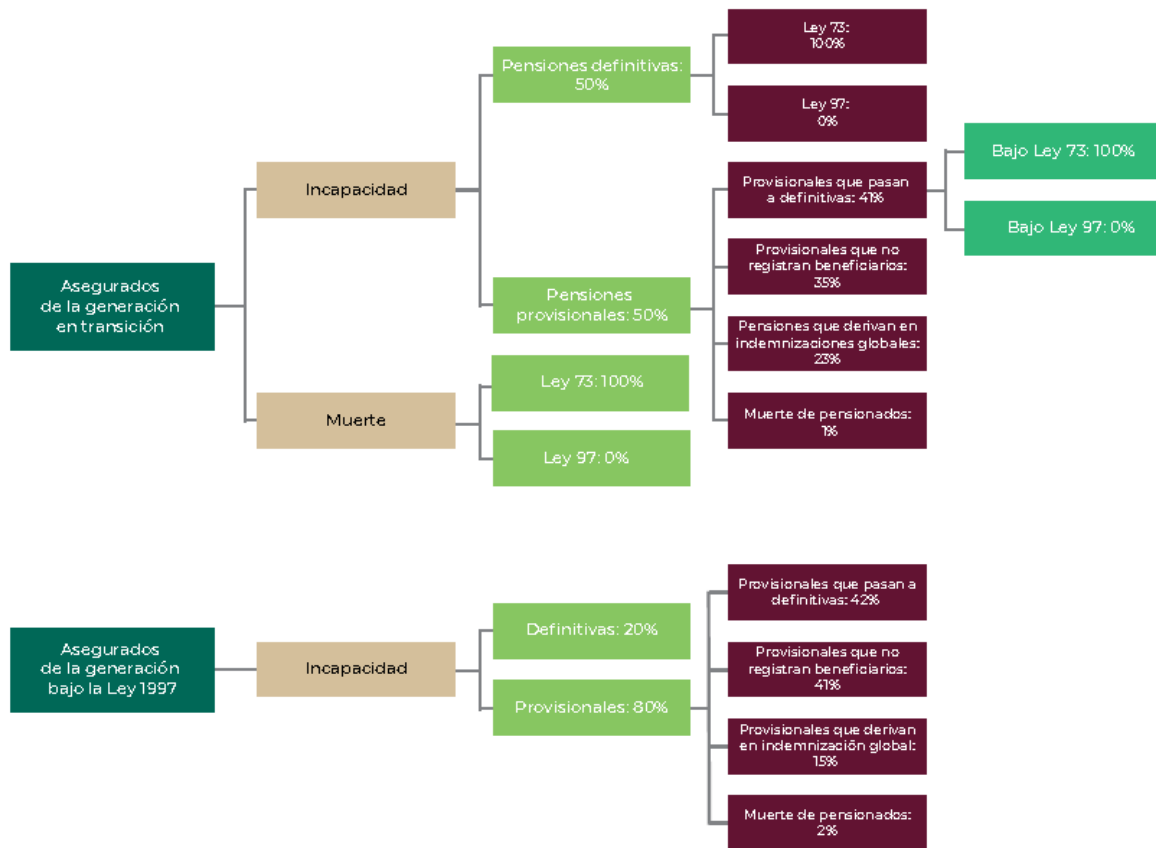 Asegurados
de la generación
en transición
Incapacidad
Pensiones definitivas:
50%
Ley 73:
100%
Ley 97:
0%
Pensiones
provisionales: 50%
Provisionales que pasan
a definitivas: 41%
Bajo Ley 73: 100%
Bajo Ley 97: 0%
Provisionales que no
registran beneficiarios:
35%
Pensiones que derivan en
indemnizaciones globales:
23%
Muerte de pensionados:
1%
Muerte
Ley 73: 100%
Ley 97: 0%
Asegurados
de la generación
bajo la Ley 1997
Incapacidad
Definitivas: 20%
Provisionales: 80%
Provisionales que pasan a
definitivas: 42%
Provisionales que no
registran beneficiarios:
41%
Provisionales que derivan
en indemnización global:
15%
Muerte de pensionados:
2%